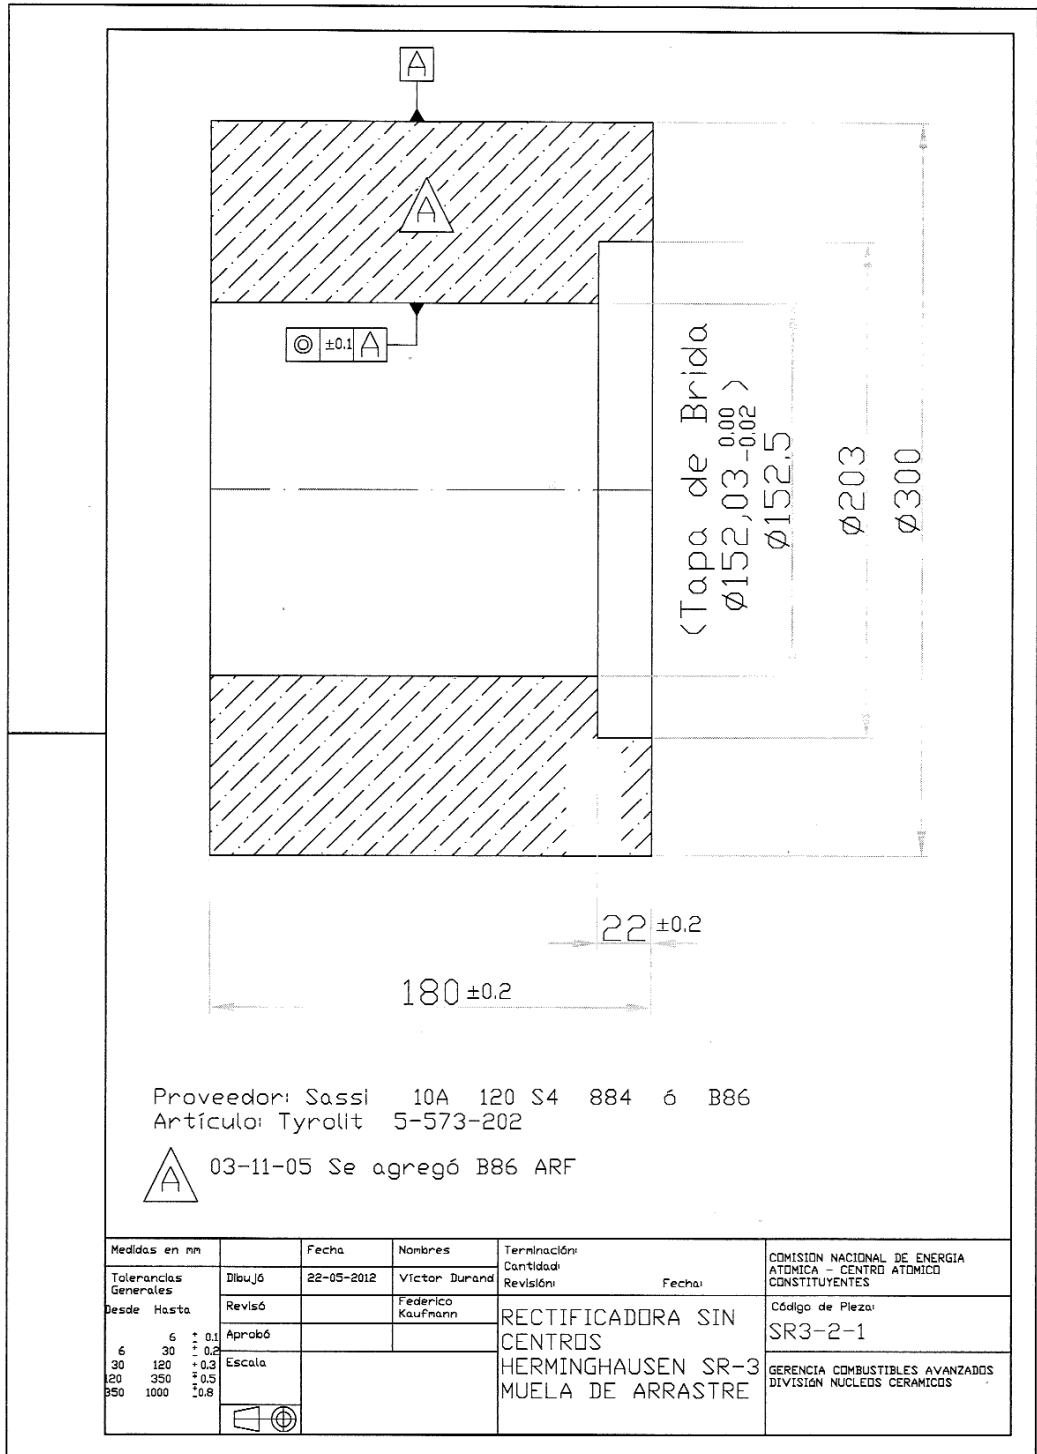 A
A
±0.1 A
(Tapa de Brida
Ø152,03 0.00 -0.02 )
Ø152,5
Ø203
Ø300
22 ±0.2
180 ±0.2
Proveedor: Sassi 10A 120 S4 884 ó B86
Artículo: Tyrolit 5-573-202
A 03-11-05 Se agregó B86 ARF
Medidas en mm
Tolerancias
Generales
Desde Hasta
6 ± 0.1
6 30 ± 0.2
30 120 ± 0.3
120 350 ± 0.5
350 1000 ± 0.8
Fecha Nombres
Dibujó 22-05-2012 Víctor Durand
Revisó Federico
Kaufmann
Aprobó
Escala
Terminación:
Cantidad:
Revisión: Fecha:
RECTIFICADORA SIN
CENTROS
HERMINGHAUSEN SR-3
MUELA DE ARRASTRE
COMISION NACIONAL DE ENERGIA
ATOMICA - CENTRO ATOMICO
CONSTITUYENTES
Código de Pieza:
SR3-2-1
GERENCIA COMBUSTIBLES AVANZADOS
DIVISIÓN NUCLEOS CERAMICOS